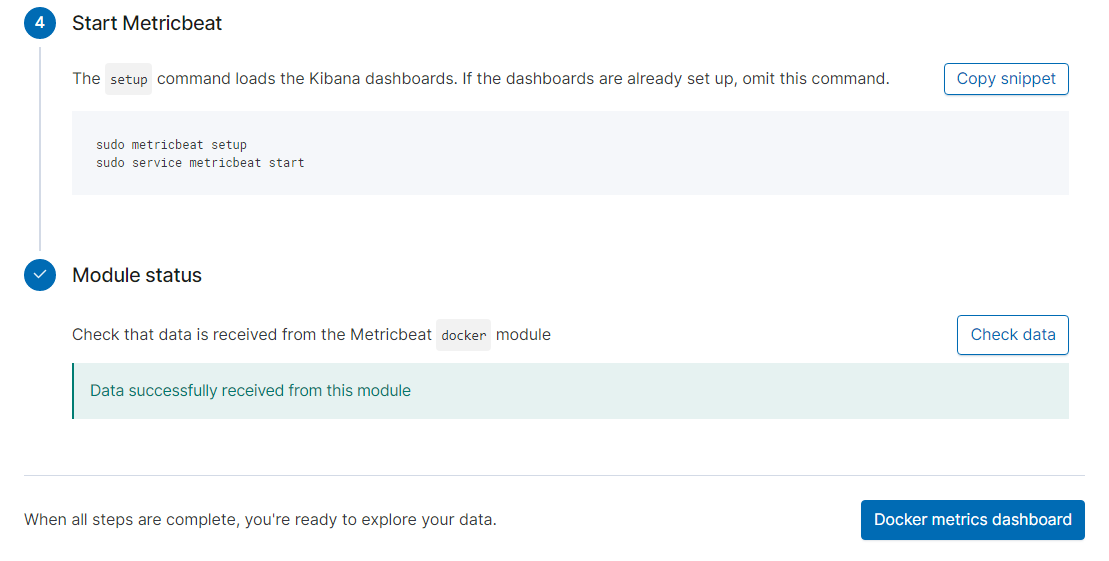 4 Start Metricbeat
The setup command loads the Kibana dashboards. If the dashboards are already set up, omit this command. Copy snippet
sudo metricbeat setup
sudo service metricbeat start
Module status
Check that data is received from the Metricbeat docker module Check data
Data successfully received from this module
When all steps are complete, you're ready to explore your data. Docker metrics dashboard